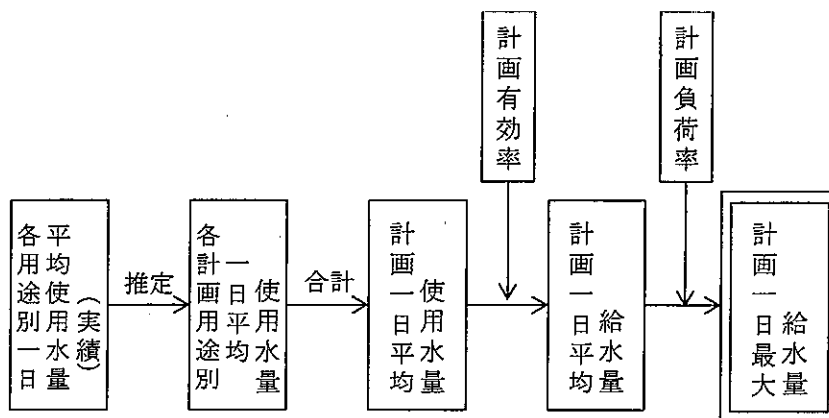 計画有効率
計画負荷率
各用途別一日
平均使用水量
（実績）
推定
各計画用途別
一日平均
使用水量
合計
計画一日平均
使用水量
計画一日平均
給水量
計画一日最大
給水量